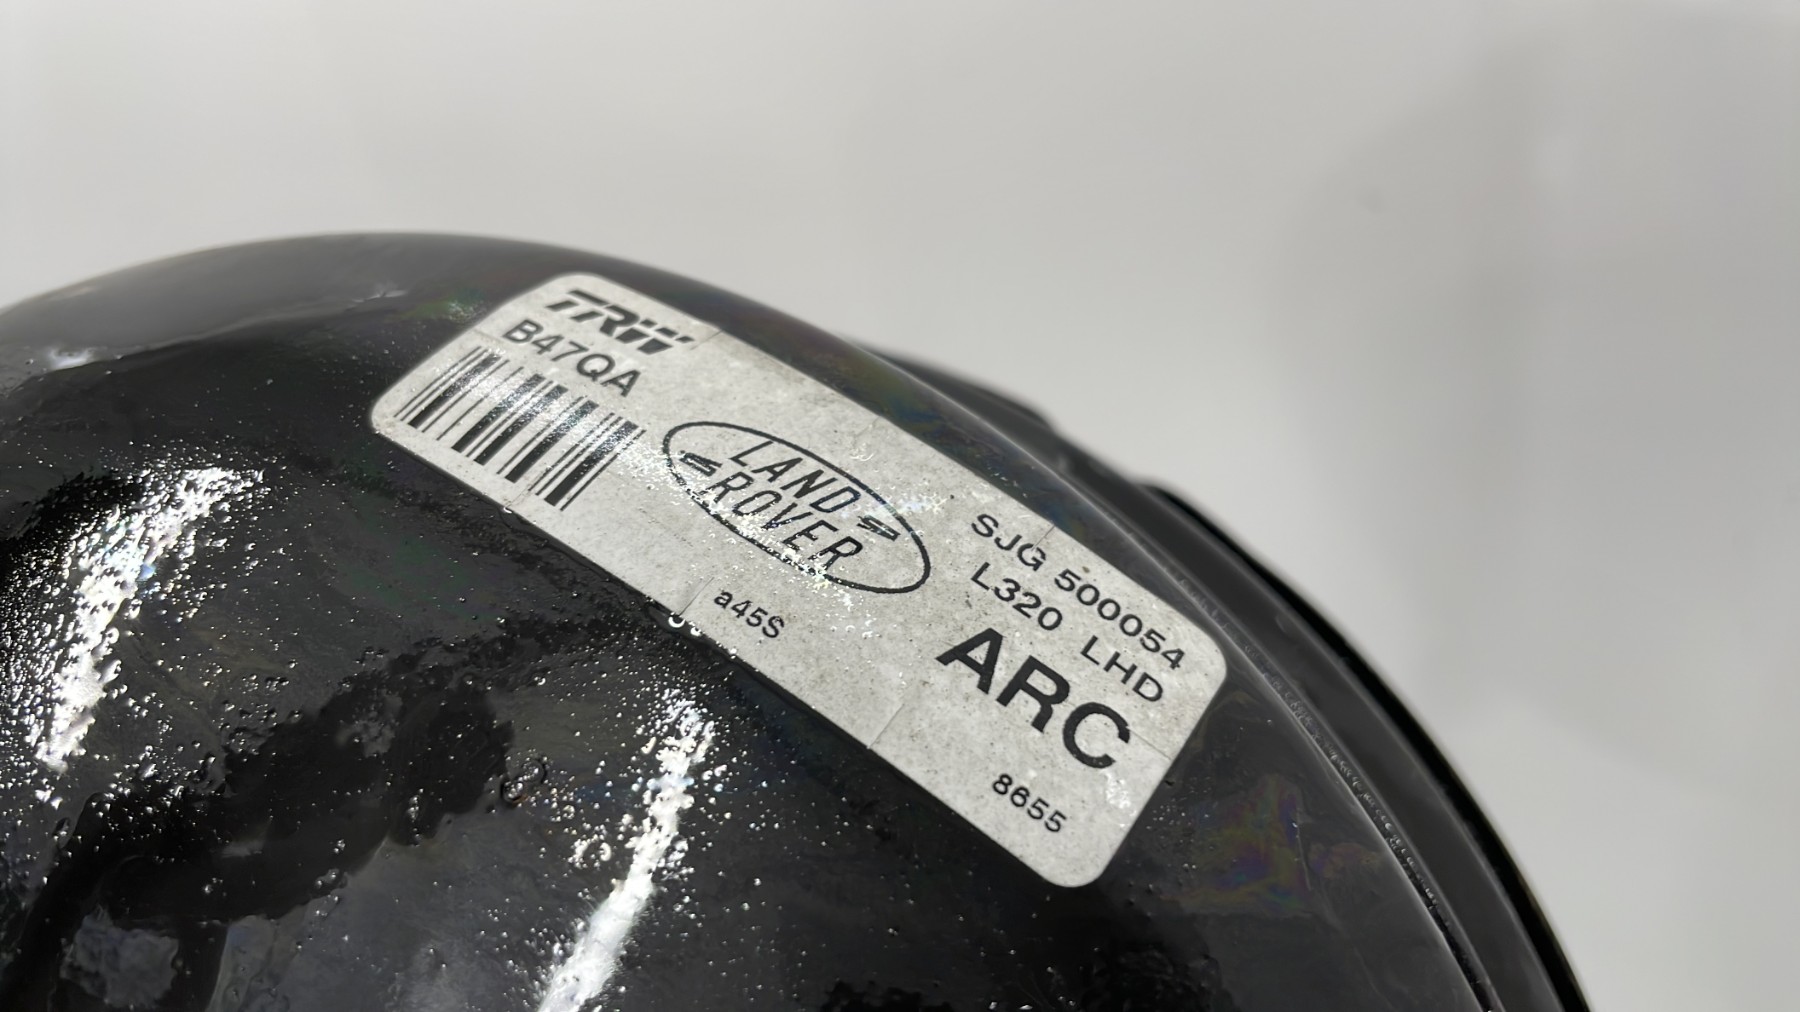 TRW
B47QA
LAND
ROVER
a45S
SJG 500054
L320 LHD
ARC
8655